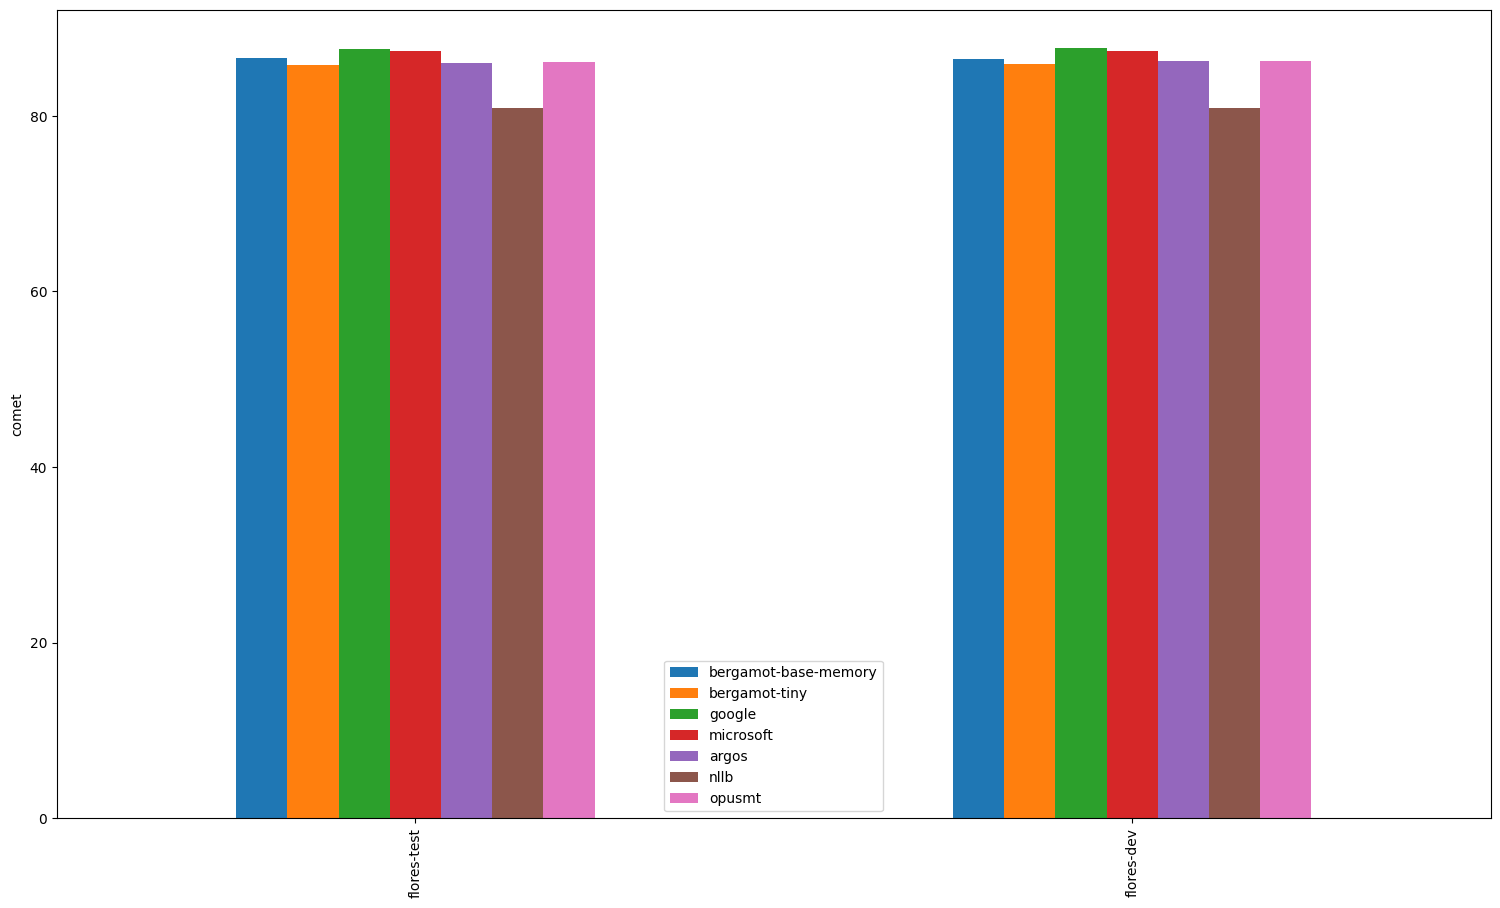 comet
80
60
40
20
0
flores-test
flores-dev
bergamot-base-memory
bergamot-tiny
google
microsoft
argos
nllb
opusmt